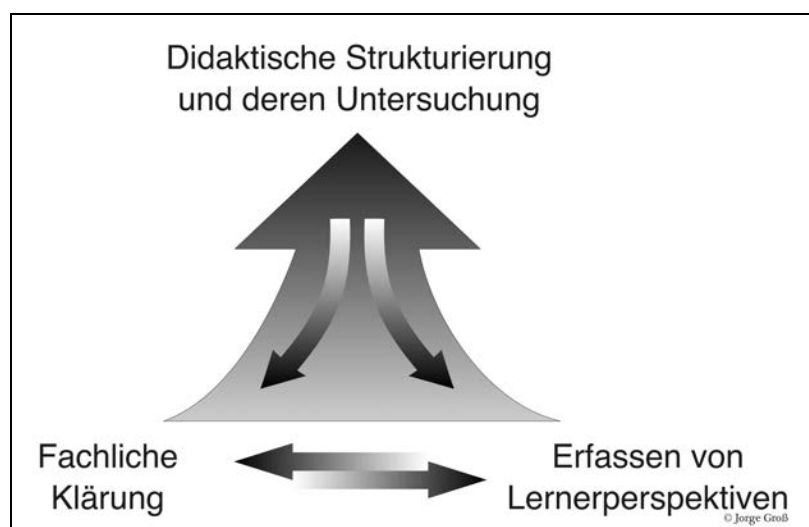 Didaktische Strukturierung
und deren Untersuchung
Fachliche
Klärung
Erfassen von
Lernerperspektiven
© Jorge Groß